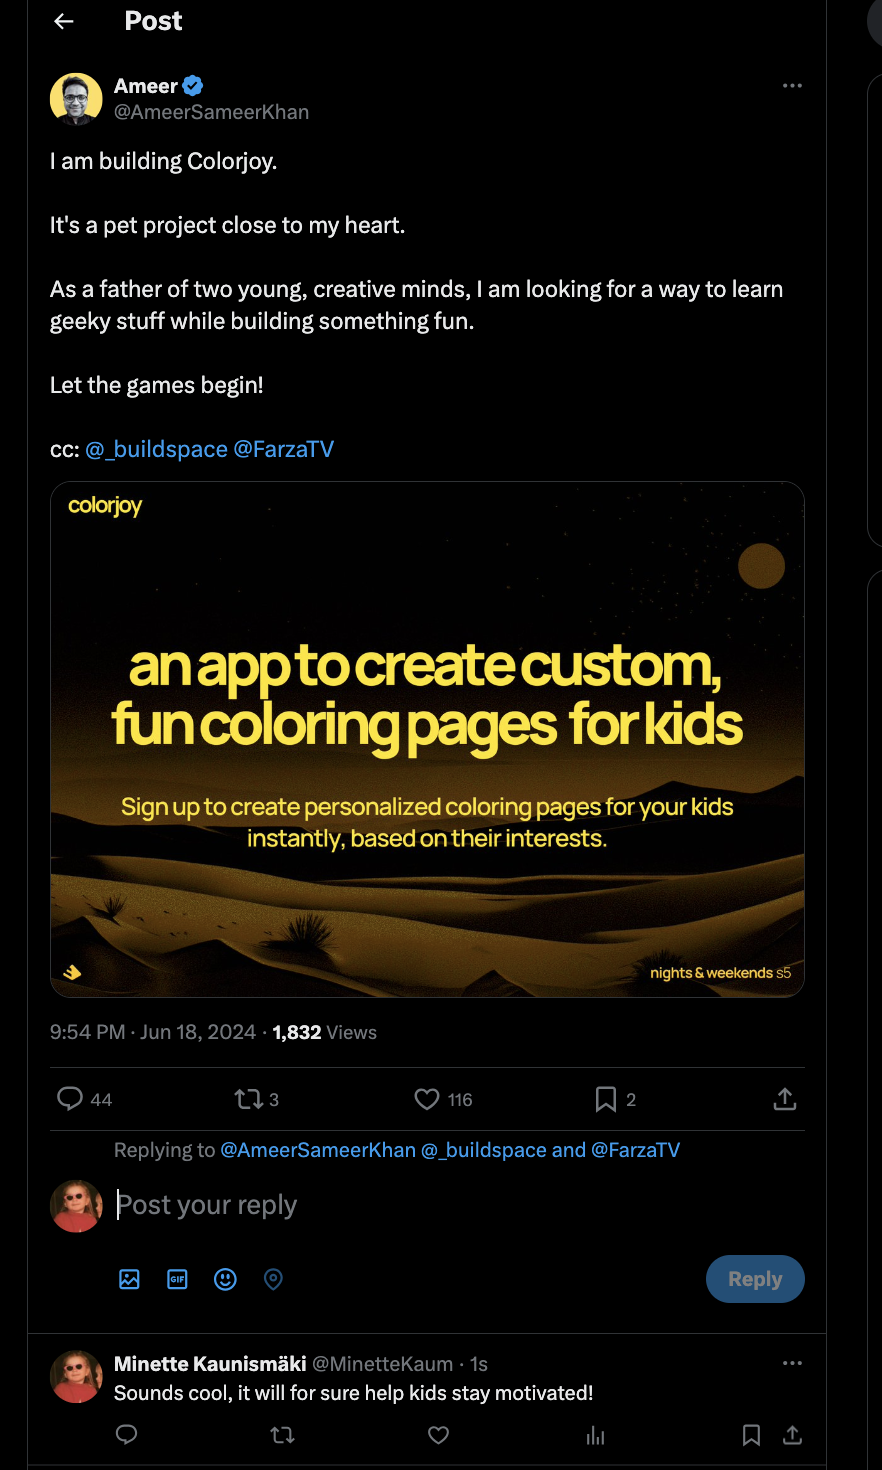 Post
Ameer
@AmeerSameerKhan
I am building Colorjoy.
It's a pet project close to my heart.
As a father of two young, creative minds, I am looking for a way to learn
geeky stuff while building something fun.
Let the games begin!
cc: @_buildspace @FarzaTV
colorjoy
an app to create custom,
fun coloring pages for kids
Sign up to create personalized coloring pages for your kids
instantly, based on their interests.
nights & weekends s5
9:54 PM · Jun 18, 2024 · 1,832 Views
44 3 116 2
Replying to @AmeerSameerKhan @_buildspace and @FarzaTV
Post your reply
GIF
Reply
Minette Kaunismäki @MinetteKaum · 1s
Sounds cool, it will for sure help kids stay motivated!